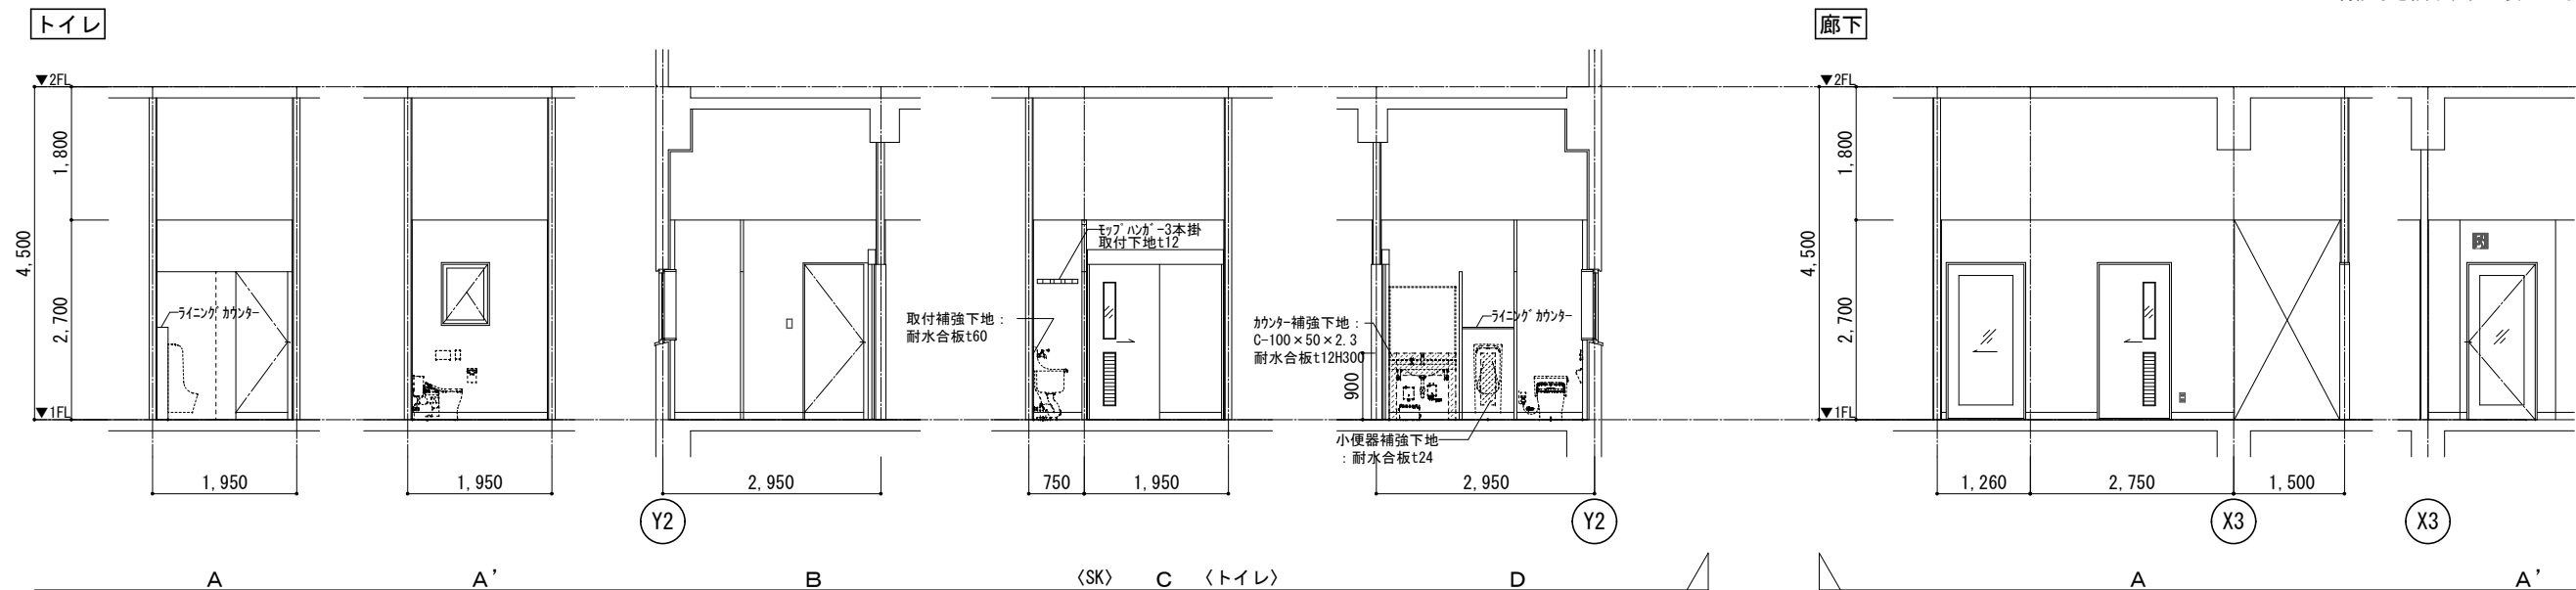 トイレ
廊下
▼2FL
▼2FL
1,800
1,800
4,500
4,500
モップハンガー3本掛
取付下地t12
ライニングカウンター
取付補強下地:
耐水合板t60
カウンター補強下地:
C-100×50×2.3
耐水合板t12H300
ライニングカウンター
2,700
2,700
900
▼1FL
▼1FL
小便器補強下地
:耐水合板t24
1,950
1,950
2,950
750
1,950
2,950
1,260
2,750
1,500
Y2
Y2
X3
X3
A
A'
B
〈SK〉
C
〈トイレ〉
D
A
A'